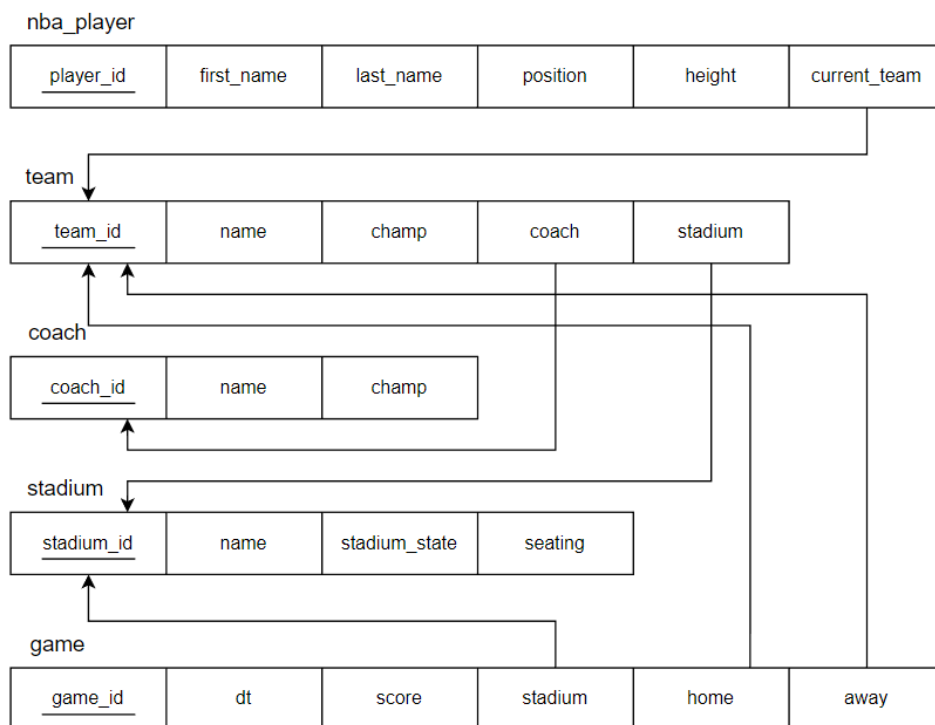 nba_player
player_id first_name last_name position height current_team
team
team_id name champ coach stadium
coach
coach_id name champ
stadium
stadium_id name stadium_state seating
game
game_id dt score stadium home away